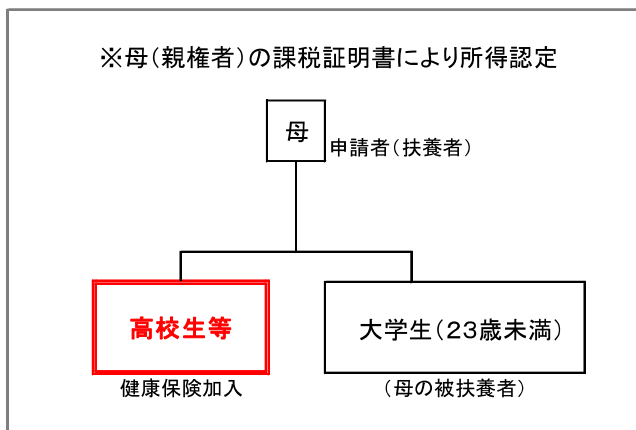 ※母（親権者）の課税証明書により所得認定
母
申請者（扶養者）
高校生等
大学生（２３歳未満）
健康保険加入
（母の被扶養者）